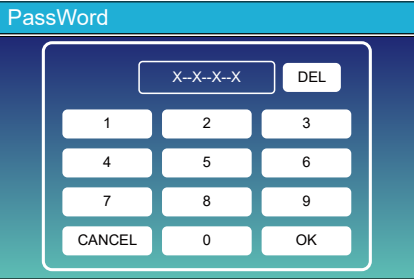 PassWord
X--X--X--X DEL
1 2 3
4 5 6
7 8 9
CANCEL 0 OK